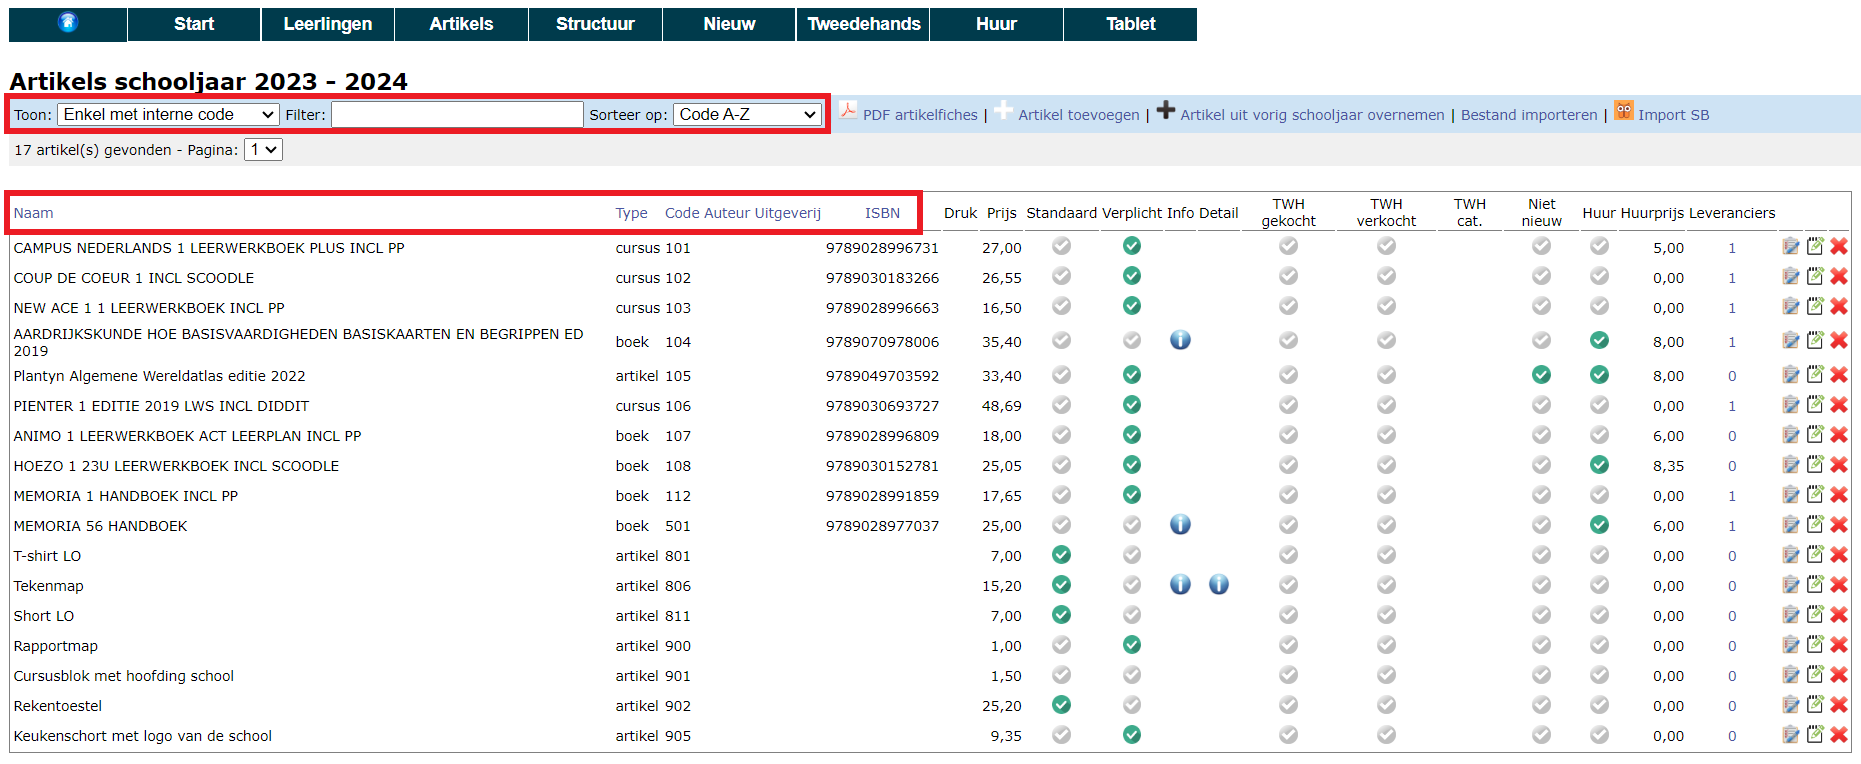 Start Leerlingen Artikels Structuur Nieuw Tweedehands Huur Tablet
Artikels schooljaar 2023 - 2024
Toon: Enkel met interne code Filter: Sorteer op: Code A-Z PDF artikelfiches | Artikel toevoegen | Artikel uit vorig schooljaar overnemen | Bestand importeren | Import SB
17 artikel(s) gevonden - Pagina: 1
Naam Type Code Auteur Uitgeverij ISBN Druk Prijs Standaard Verplicht Info Detail TWH gekocht TWH verkocht TWH cat. Niet nieuw Huur Huurprijs Leveranciers
CAMPUS NEDERLANDS 1 LEERWERKBOEK PLUS INCL PP cursus 101 9789028996731 27,00 5,00 1
COUP DE COEUR 1 INCL SCOODLE cursus 102 9789030183266 26,55 0,00 1
NEW ACE 1 1 LEERWERKBOEK INCL PP cursus 103 9789028996663 16,50 0,00 1
AARDRIJKSKUNDE HOE BASISVAARDIGHEDEN BASISKAARTEN EN BEGRIPPEN ED
2019 boek 104 9789070978006 35,40 8,00 1
Plantyn Algemene Wereldatlas editie 2022 artikel 105 9789049703592 33,40 8,00 0
PIENTER 1 EDITIE 2019 LWS INCL DIDDIT cursus 106 9789030693727 48,69 0,00 1
ANIMO 1 LEERWERKBOEK ACT LEERPLAN INCL PP boek 107 9789028996809 18,00 6,00 0
HOEZO 1 23U LEERWERKBOEK INCL SCOODLE boek 108 9789030152781 25,05 8,35 0
MEMORIA 1 HANDBOEK INCL PP boek 112 9789028991859 17,65 0,00 1
MEMORIA 56 HANDBOEK boek 501 9789028977037 25,00 6,00 1
T-shirt LO artikel 801 7,00 0,00 0
Tekenmap artikel 806 15,20 0,00 0
Short LO artikel 811 7,00 0,00 0
Rapportmap artikel 900 1,00 0,00 0
Cursusblok met hoofding school artikel 901 1,50 0,00 0
Rekentoestel artikel 902 25,20 0,00 0
Keukenschort met logo van de school artikel 905 9,35 0,00 0